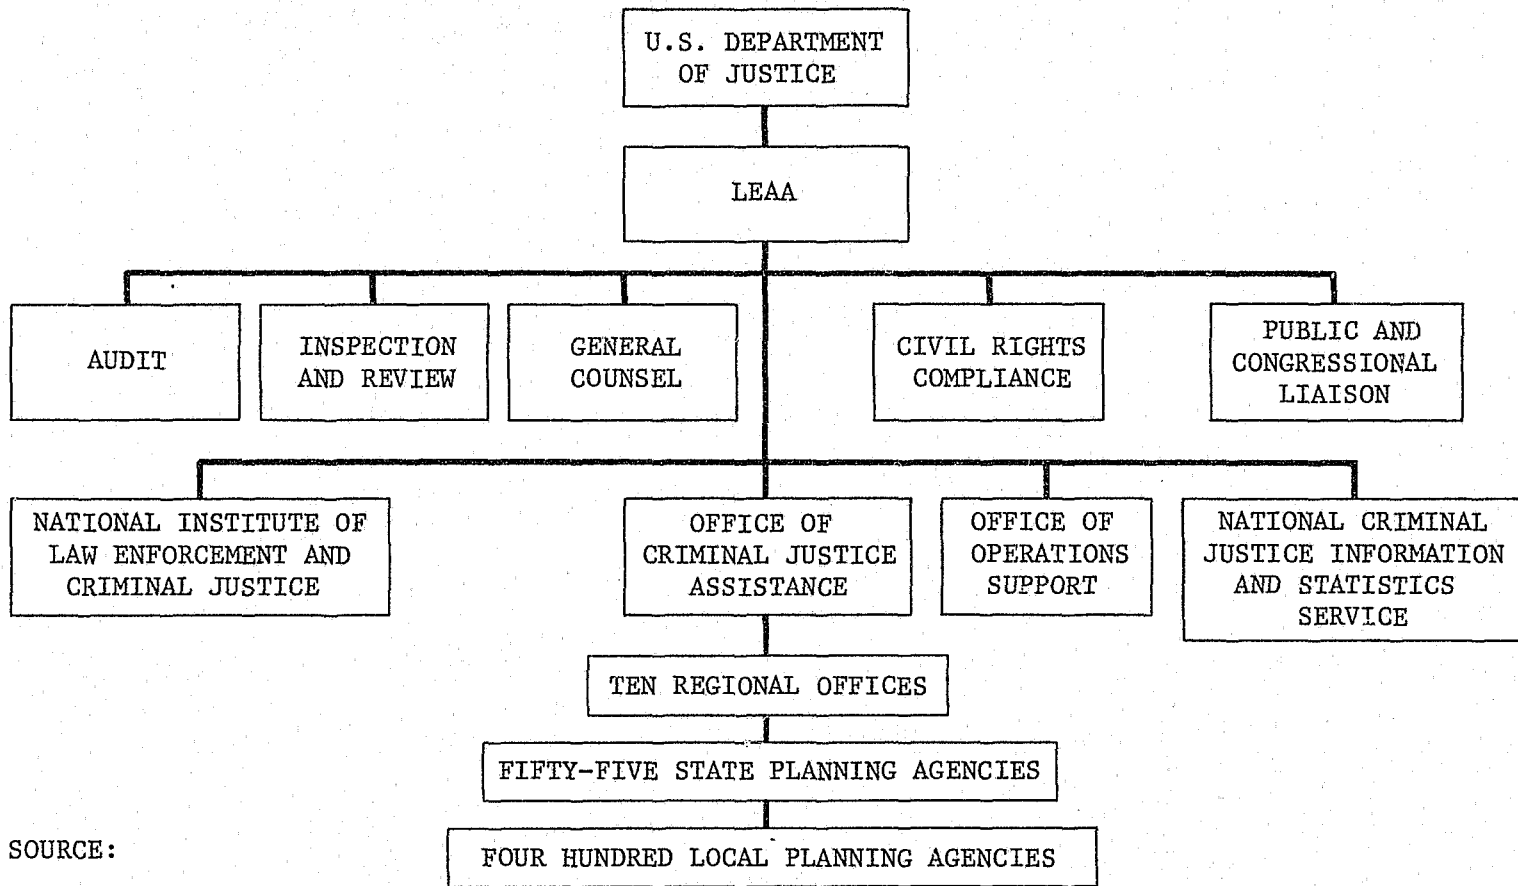 U.S. DEPARTMENT
OF JUSTICE
LEAA
AUDIT
INSPECTION
AND REVIEW
GENERAL
COUNSEL
CIVIL RIGHTS
COMPLIANCE
PUBLIC AND
CONGRESSIONAL
LIAISON
NATIONAL INSTITUTE OF
LAW ENFORCEMENT AND
CRIMINAL JUSTICE
OFFICE OF
CRIMINAL JUSTICE
ASSISTANCE
OFFICE OF
OPERATIONS
SUPPORT
NATIONAL CRIMINAL
JUSTICE INFORMATION
AND STATISTICS
SERVICE
TEN REGIONAL OFFICES
FIFTY-FIVE STATE PLANNING AGENCIES
FOUR HUNDRED LOCAL PLANNING AGENCIES
SOURCE: